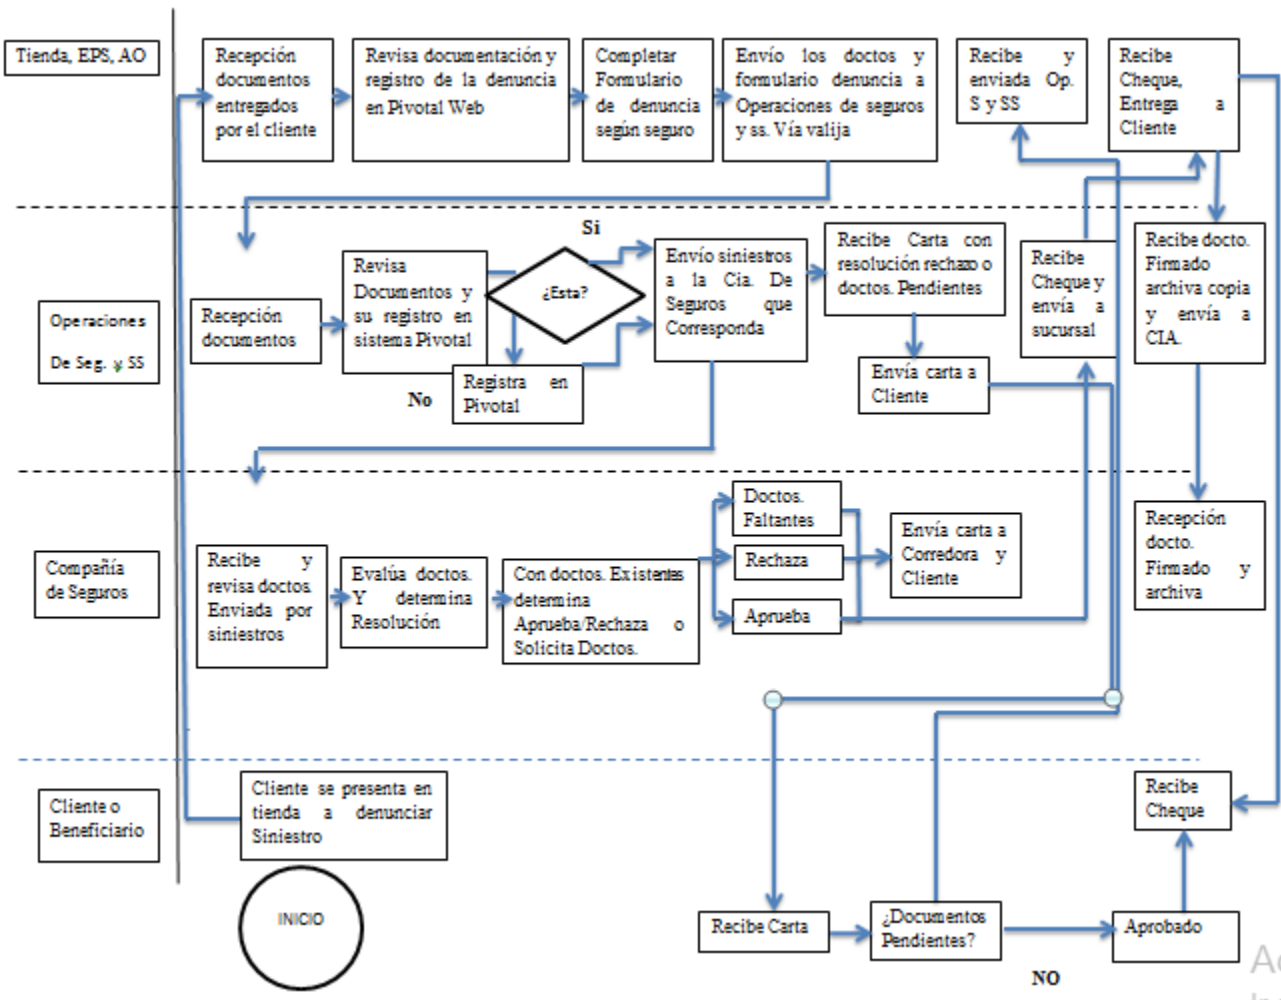 Tienda, EPS, AO
Recepción
documentos
entregados
por el cliente
Revisa documentación y
registro de la denuncia
en Pivotal Web
Completar
Formulario
de denuncia
según seguro
Envío los doctos y
formulario denuncia a
Operaciones de seguros
y ss. Vía valija
Recibe y
enviada Op.
S y SS
Recibe
Cheque,
Entrega a
Cliente
Operaciones
De Seg. y SS
Recepción
documentos
Revisa
Documentos y
su registro en
sistema Pivotal
¿Esta?
Si
No
Registra en
Pivotal
Envío siniestros
a la Cia. De
Seguros que
Corresponda
Recibe Carta con
resolución rechazo o
doctos. Pendientes
Envía carta a
Cliente
Recibe
Cheque y
envía a
sucursal
Recibe docto.
Firmado
archiva copia
y envía a
CIA.
Compañía
de Seguros
Recibe y
revisa doctos.
Enviada por
siniestros
Evalúa doctos.
Y determina
Resolución
Con doctos. Existentes
determina
Aprueba/Rechaza o
Solicita Doctos.
Doctos.
Faltantes
Rechaza
Aprueba
Envía carta a
Corredora y
Cliente
Recepción
docto.
Firmado y
archiva
Cliente o
Beneficiario
Cliente se presenta en
tienda a denunciar
Siniestro
INICIO
Recibe Carta
¿Documentos
Pendientes?
NO
Aprobado
Recibe
Cheque